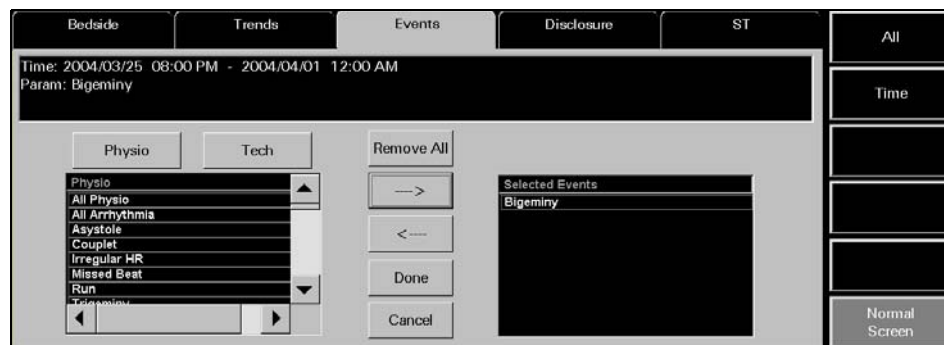 Bedside Trends Events Disclosure ST
All
Time: 2004/03/25 08:00 PM - 2004/04/01 12:00 AM
Param: Bigeminy
Time
Physio Tech
Remove All
Physio
All Physio
All Arrhythmia
Asystole
Couplet
Irregular HR
Missed Beat
Run
Trigeminy
--->
<---
Done
Cancel
Selected Events
Bigeminy
Normal
Screen